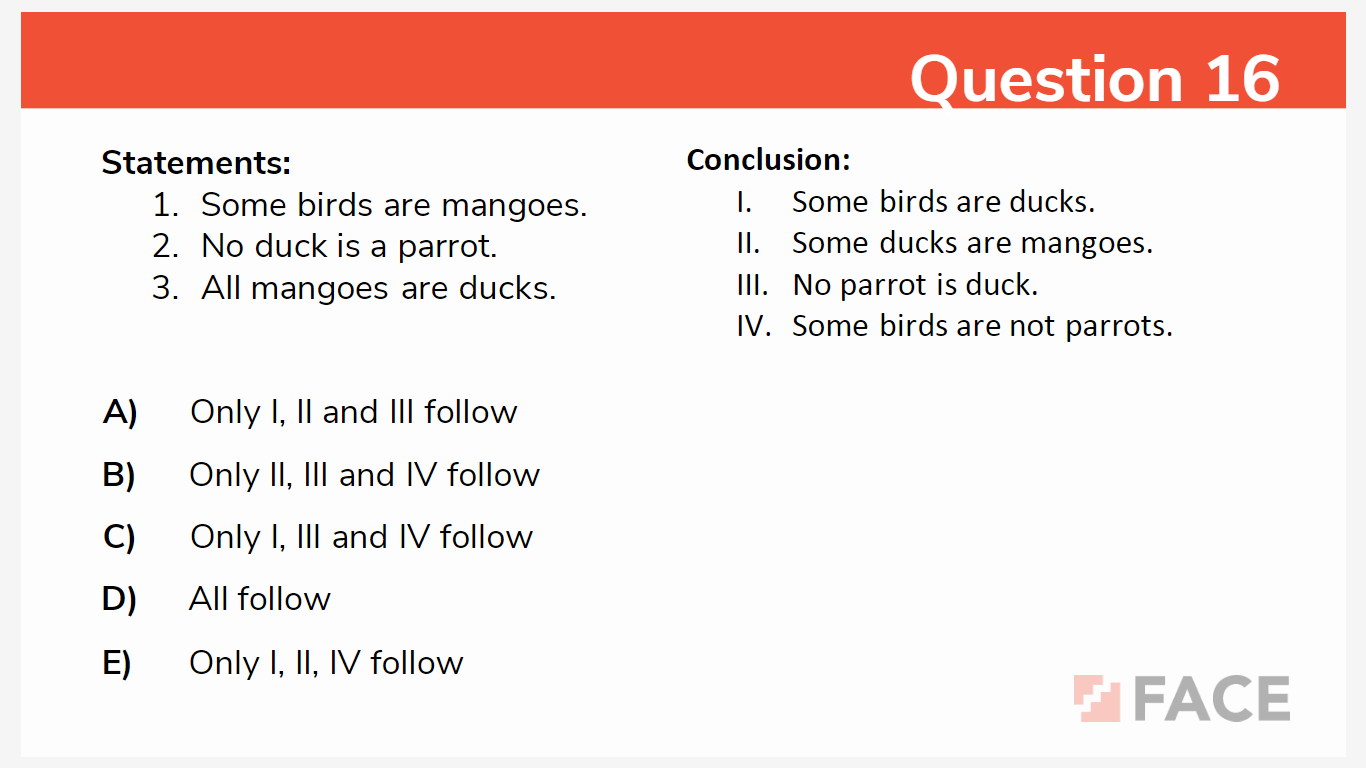 Question 16
Statements:
1. Some birds are mangoes.
2. No duck is a parrot.
3. All mangoes are ducks.
Conclusion:
I. Some birds are ducks.
II. Some ducks are mangoes.
III. No parrot is duck.
IV. Some birds are not parrots.
A) Only I, II and III follow
B) Only II, III and IV follow
C) Only I, III and IV follow
D) All follow
E) Only I, II, IV follow
FACE